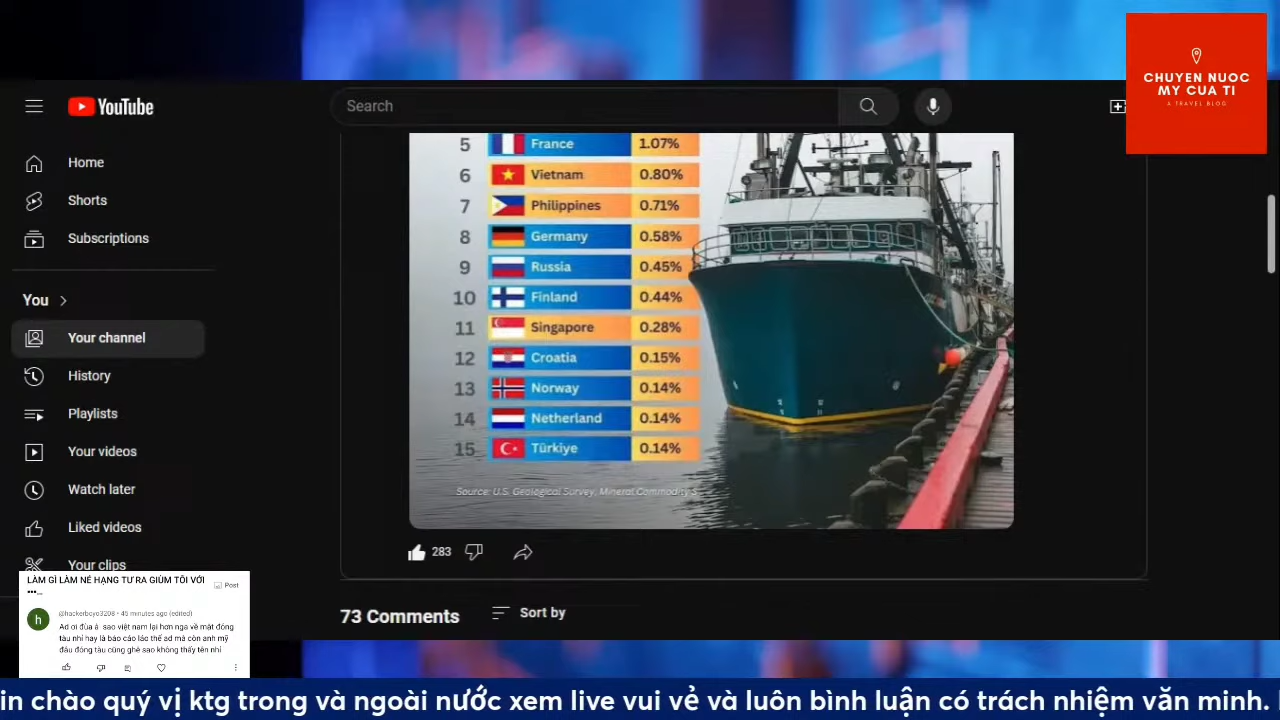 CHUYEN NUOC
MY CUA TI
A TRAVEL BLOG
YouTube
Search
Home
Shorts
Subscriptions
You
Your channel
History
Playlists
Your videos
Watch later
Liked videos
Your clips
5 France 1.07%
6 Vietnam 0.80%
7 Philippines 0.71%
8 Germany 0.58%
9 Russia 0.45%
10 Finland 0.44%
11 Singapore 0.28%
12 Croatia 0.15%
13 Norway 0.14%
14 Netherland 0.14%
15 Türkiye 0.14%
Source: U.S. Geological Survey, Mineral Commodity S
283
73 Comments
Sort by
LÀM GÌ LÀM NÉ HẠNG TƯ RA GIÙM TÔI VỚI
•••...
Post
h
@hackerboyo3208 • 45 minutes ago (edited)
Ad ơi đùa à sao việt nam lại hơn nga về mặt đóng
tàu nhỉ hay là báo cáo láo thế ad mà còn anh mỹ
đâu đóng tàu cũng ghê sao không thấy tên nhỉ
in chào quý vị ktg trong và ngoài nước xem live vui vẻ và luôn bình luận có trách nhiệm văn minh.